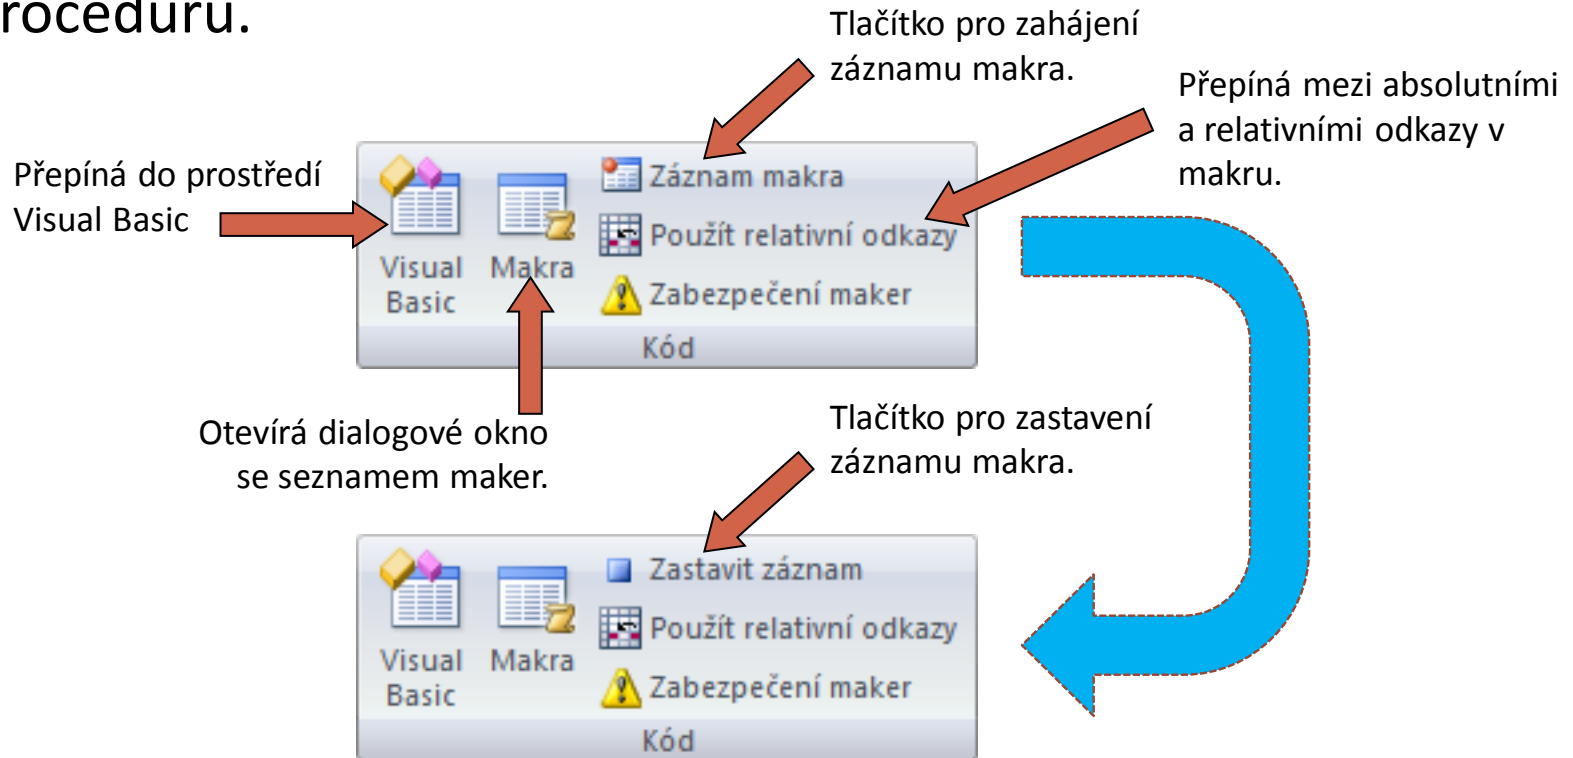 roceduru.
Tlačítko pro zahájení
záznamu makra.
Přepíná mezi absolutními
a relativními odkazy v
makru.
Přepíná do prostředí
Visual Basic
Visual
Basic
Makra
Záznam makra
Použít relativní odkazy
Zabezpečení maker
Kód
Otevírá dialogové okno
se seznamem maker.
Tlačítko pro zastavení
záznamu makra.
Visual
Basic
Makra
Zastavit záznam
Použít relativní odkazy
Zabezpečení maker
Kód